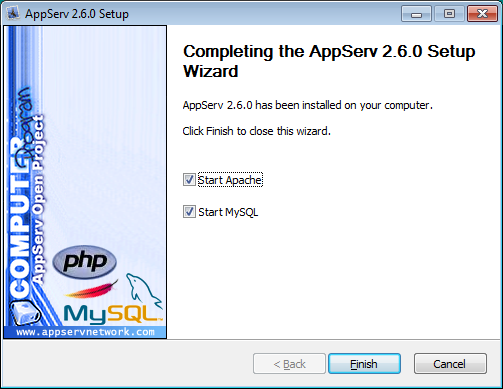 AppServ 2.6.0 Setup
Completing the AppServ 2.6.0 Setup
Wizard
AppServ 2.6.0 has been installed on your computer.
Click Finish to close this wizard.
Start Apache
Start MySQL
COMPUTER
Program
AppServ Open Project
php
MySQL
www.appservnetwork.com
< Back
Finish
Cancel